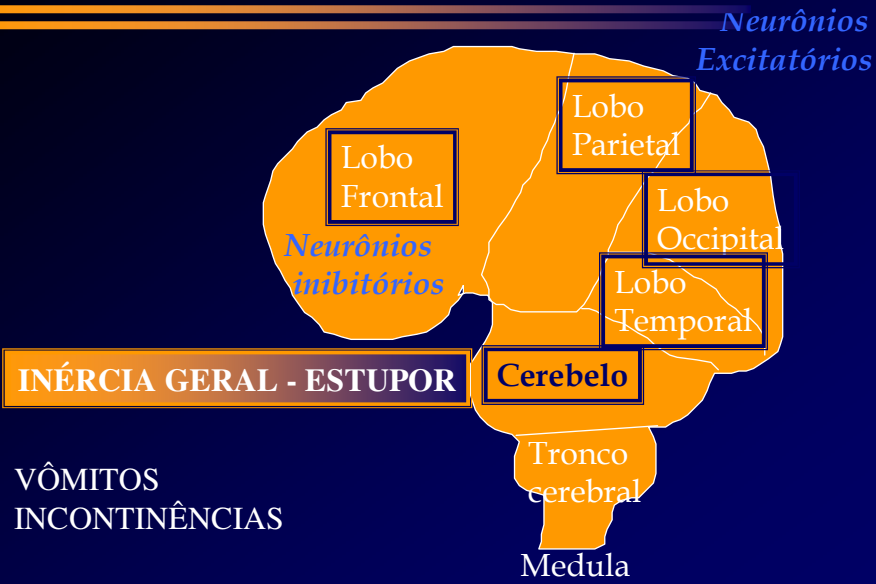 Neurônios
Excitatórios
Lobo
Parietal
Lobo
Frontal
Lobo
Occipital
Neurônios
inibitórios
Lobo
Temporal
INÉRCIA GERAL - ESTUPOR
Cerebelo
Tronco
cerebral
VÔMITOS
INCONTINÊNCIAS
Medula